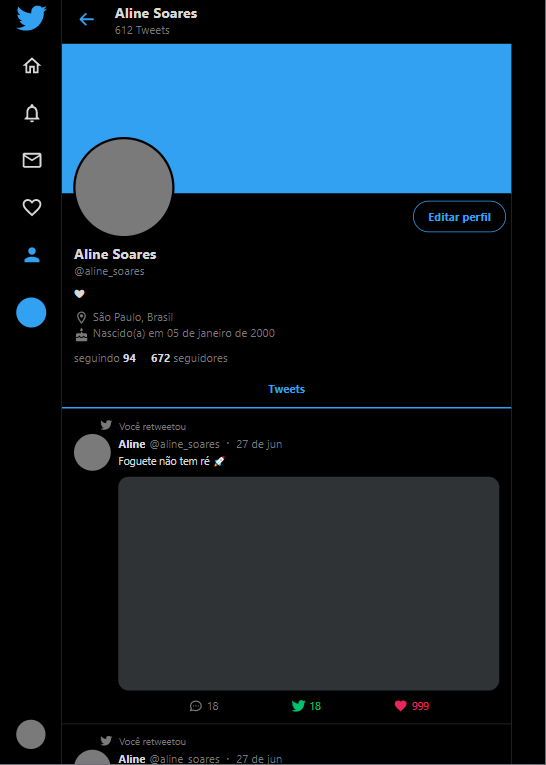 Aline Soares
612 Tweets
Editar perfil
Aline Soares
@aline_soares
São Paulo, Brasil
Nascido(a) em 05 de janeiro de 2000
seguindo 94 672 seguidores
Tweets
Você retweetou
Aline @aline_soares · 27 de jun
Foguete não tem ré 🚀
18 18 999
Você retweetou
Aline @aline_soares · 27 de jun